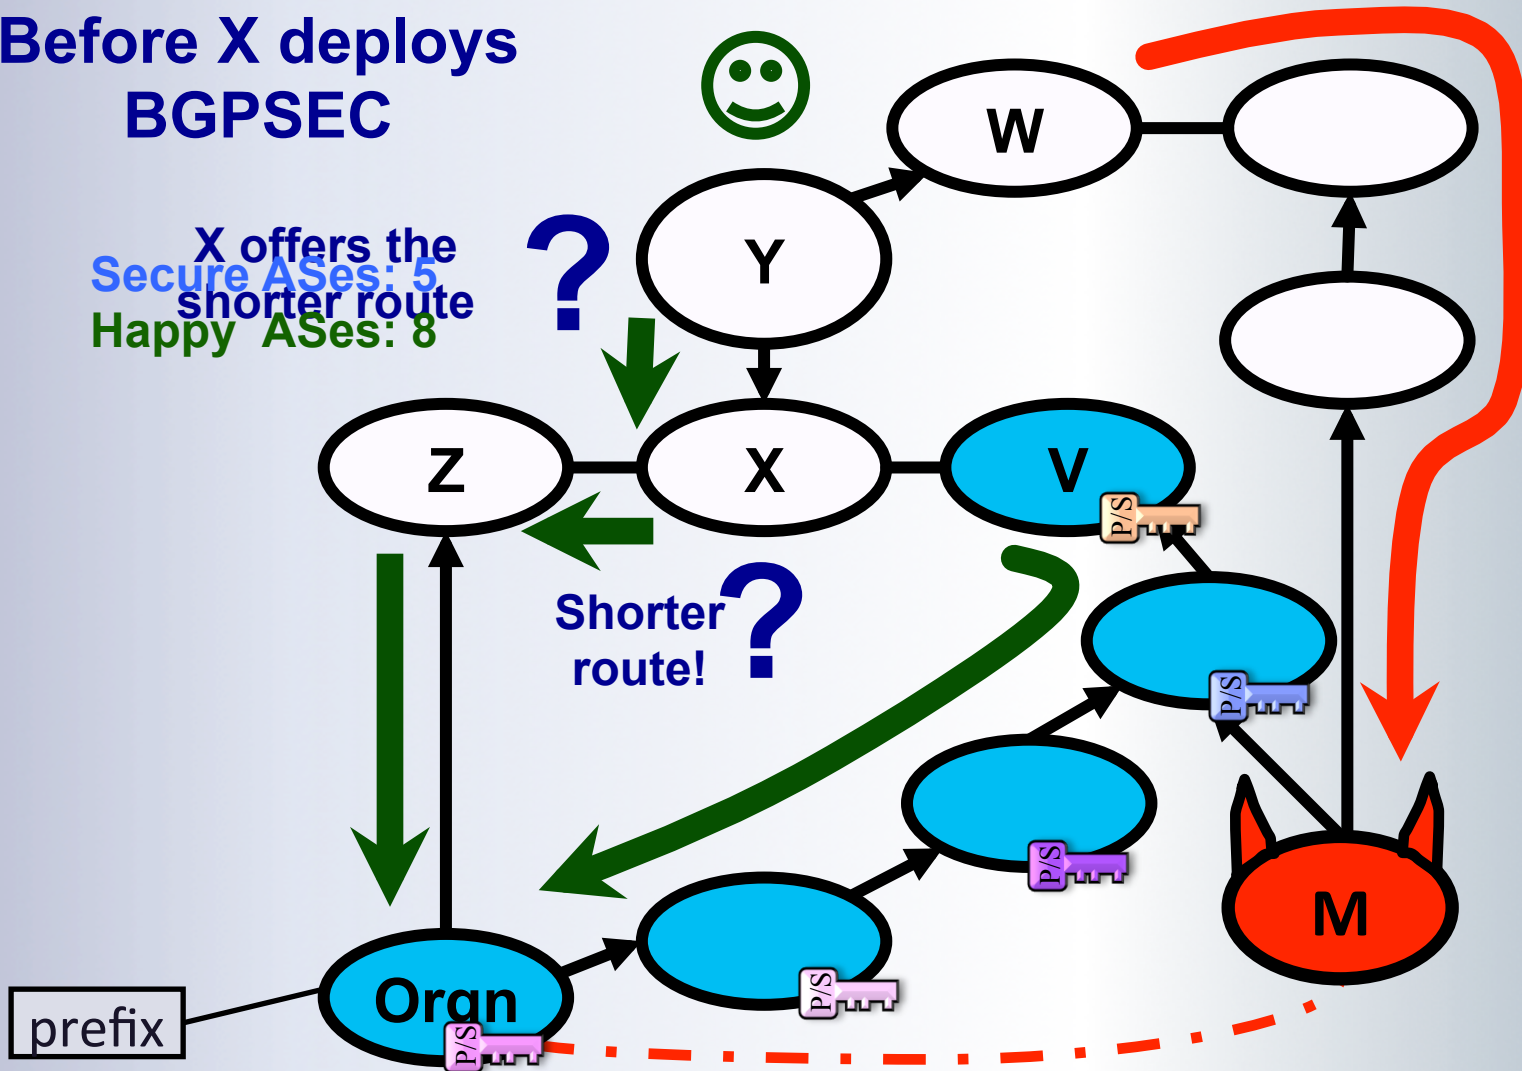 Before X deploys
BGPSEC
W
Y
X offers the
shorter route
?
Secure ASes: 5
Happy ASes: 8
Z
X
V
P/S
Shorter
route!
?
P/S
P/S
M
P/S
Orgn
P/S
prefix